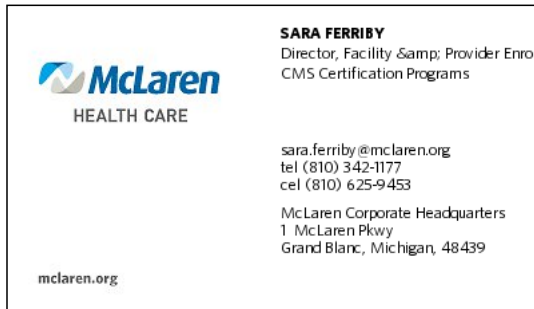 McLaren
HEALTH CARE
mclaren.org
SARA FERRIBY
Director, Facility &amp; Provider Enro
CMS Certification Programs
sara.ferriby@mclaren.org
tel (810) 342-1177
cel (810) 625-9453
McLaren Corporate Headquarters
1 McLaren Pkwy
Grand Blanc, Michigan, 48439